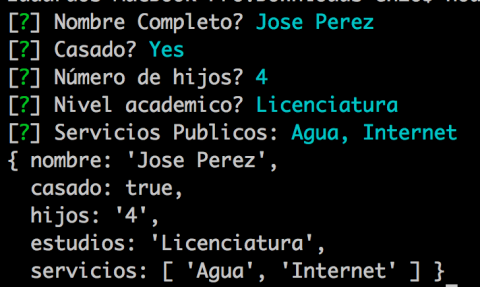 [?] Nombre Completo? Jose Perez
[?] Casado? Yes
[?] Número de hijos? 4
[?] Nivel academico? Licenciatura
[?] Servicios Publicos: Agua, Internet
{ nombre: 'Jose Perez',
  casado: true,
  hijos: '4',
  estudios: 'Licenciatura',
  servicios: [ 'Agua', 'Internet' ] }